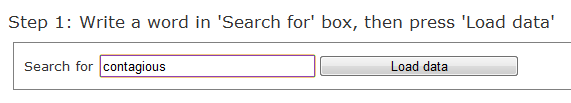 Step 1: Write a word in 'Search for' box, then press 'Load data'
Search for contagious Load data